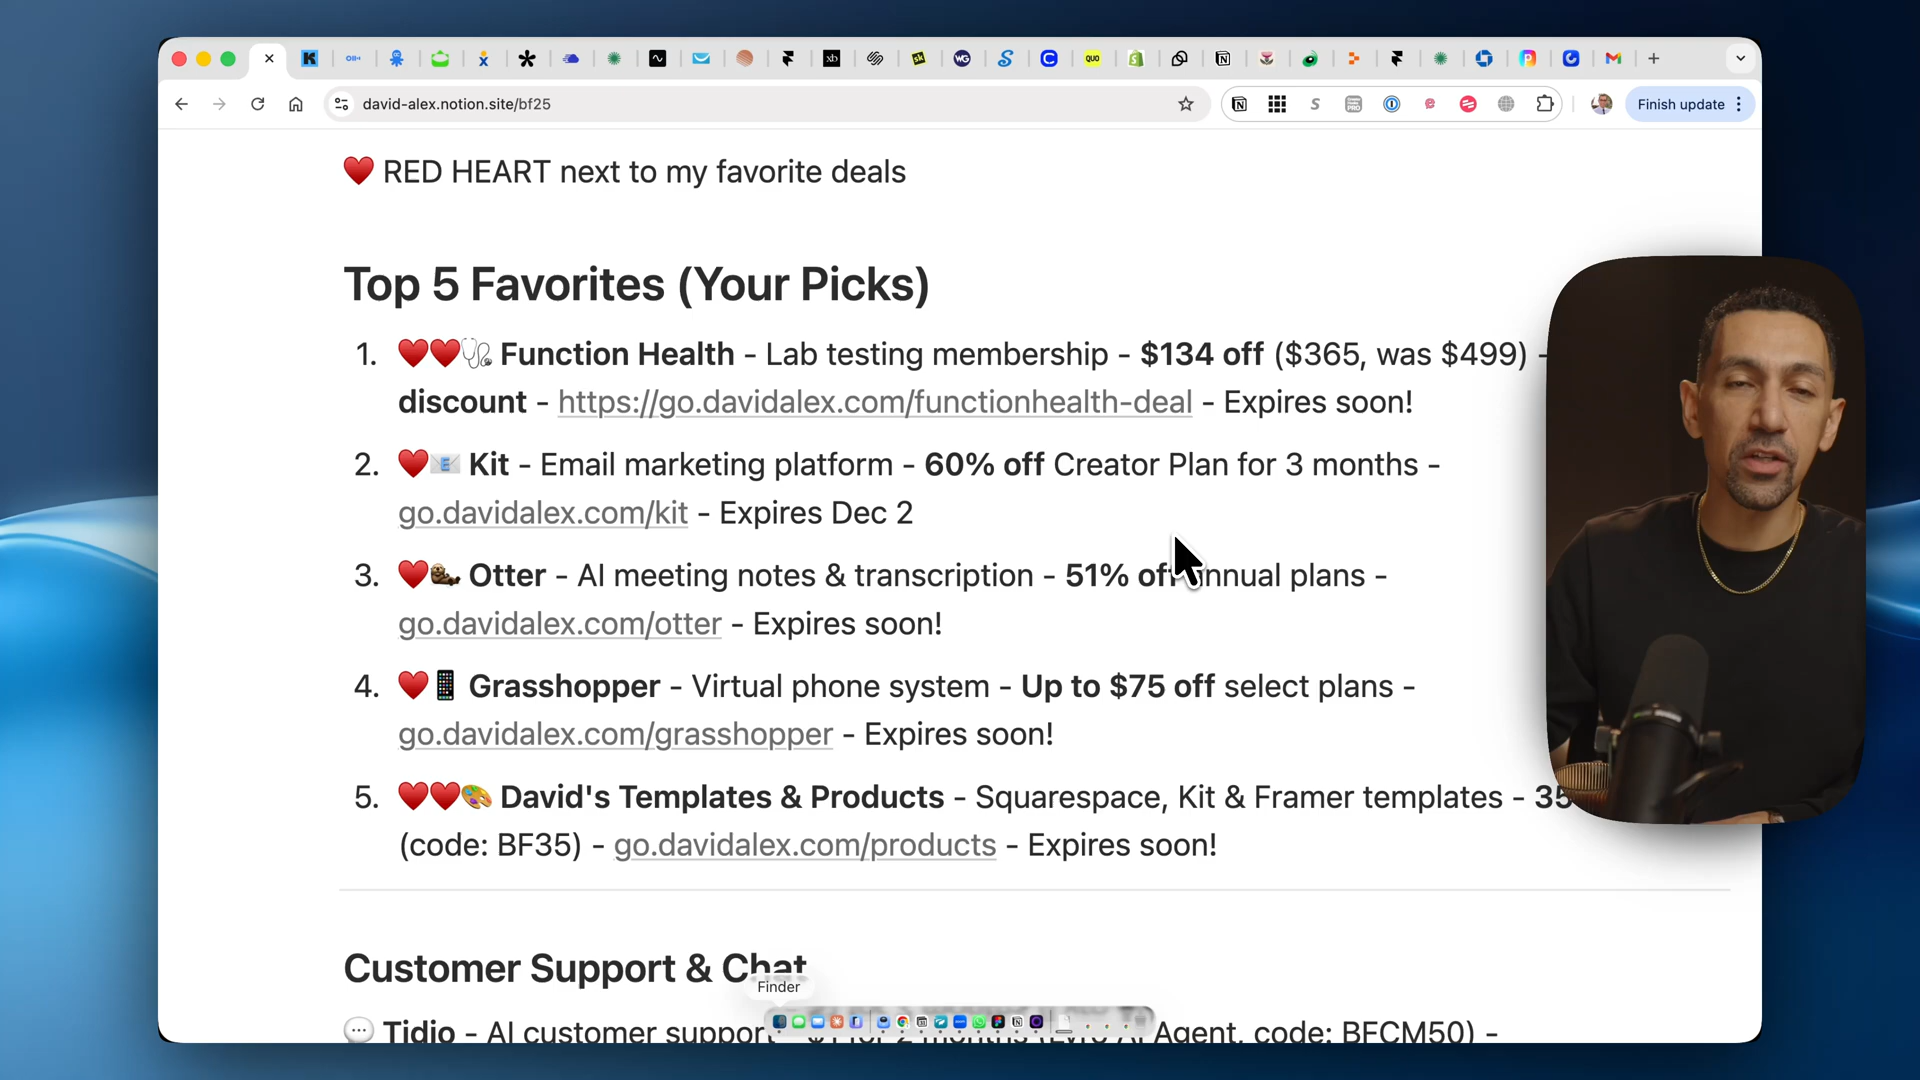 david-alex.notion.site/bf25
Finish update
RED HEART next to my favorite deals
Top 5 Favorites (Your Picks)
1. Function Health - Lab testing membership - $134 off ($365, was $499) -
discount - https://go.davidalex.com/functionhealth-deal - Expires soon!
2. Kit - Email marketing platform - 60% off Creator Plan for 3 months -
go.davidalex.com/kit - Expires Dec 2
3. Otter - AI meeting notes & transcription - 51% off annual plans -
go.davidalex.com/otter - Expires soon!
4. Grasshopper - Virtual phone system - Up to $75 off select plans -
go.davidalex.com/grasshopper - Expires soon!
5. David's Templates & Products - Squarespace, Kit & Framer templates - 35
(code: BF35) - go.davidalex.com/products - Expires soon!
Customer Support & Chat
Finder
Tidio - AI customer support - Agent, code: BFCM50) -